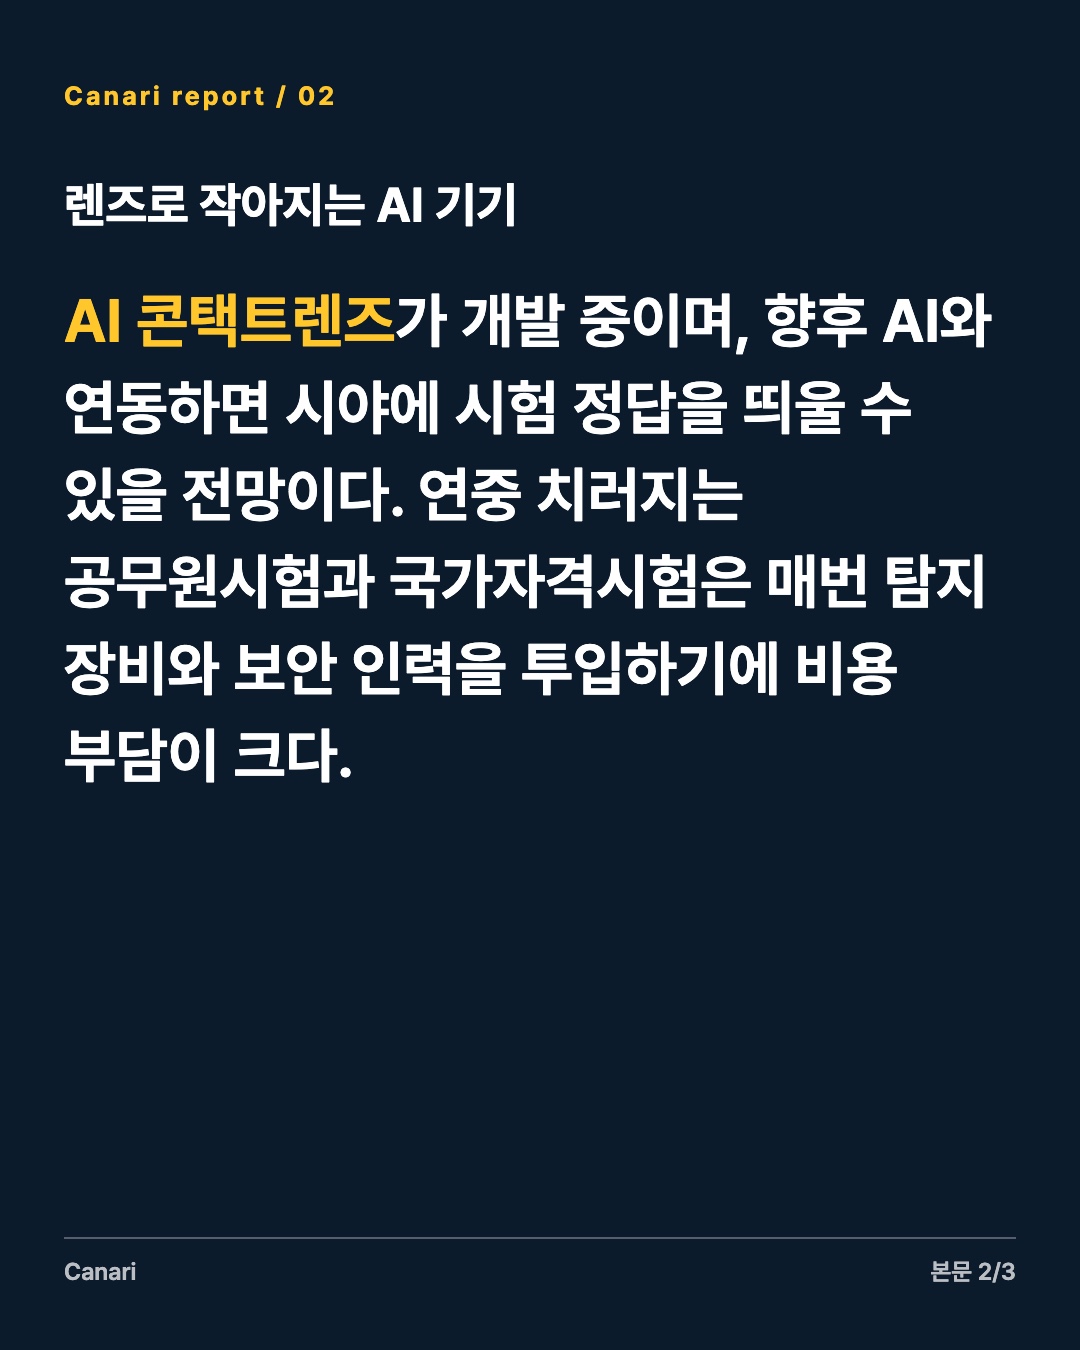 Canari report / 02
렌즈로 작아지는 AI 기기
AI 콘택트렌즈가 개발 중이며, 향후 AI와
연동하면 시야에 시험 정답을 띄울 수
있을 전망이다. 연중 치러지는
공무원시험과 국가자격시험은 매번 탐지
장비와 보안 인력을 투입하기에 비용
부담이 크다.
Canari
본문 2/3